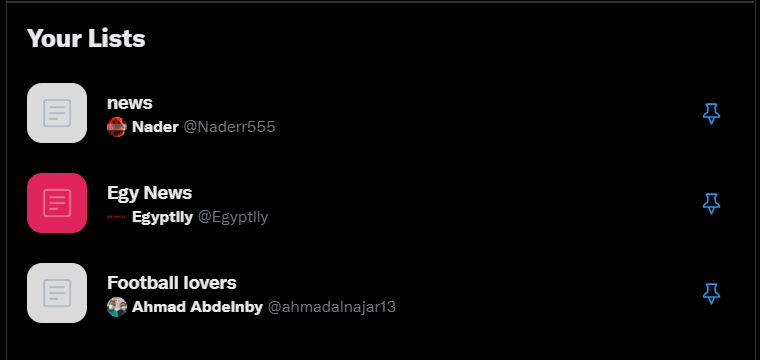 Your Lists
news
Nader @Naderr555
Egy News
Egyptlly @Egyptlly
Football lovers
Ahmad Abdelnby @ahmadalnajar13